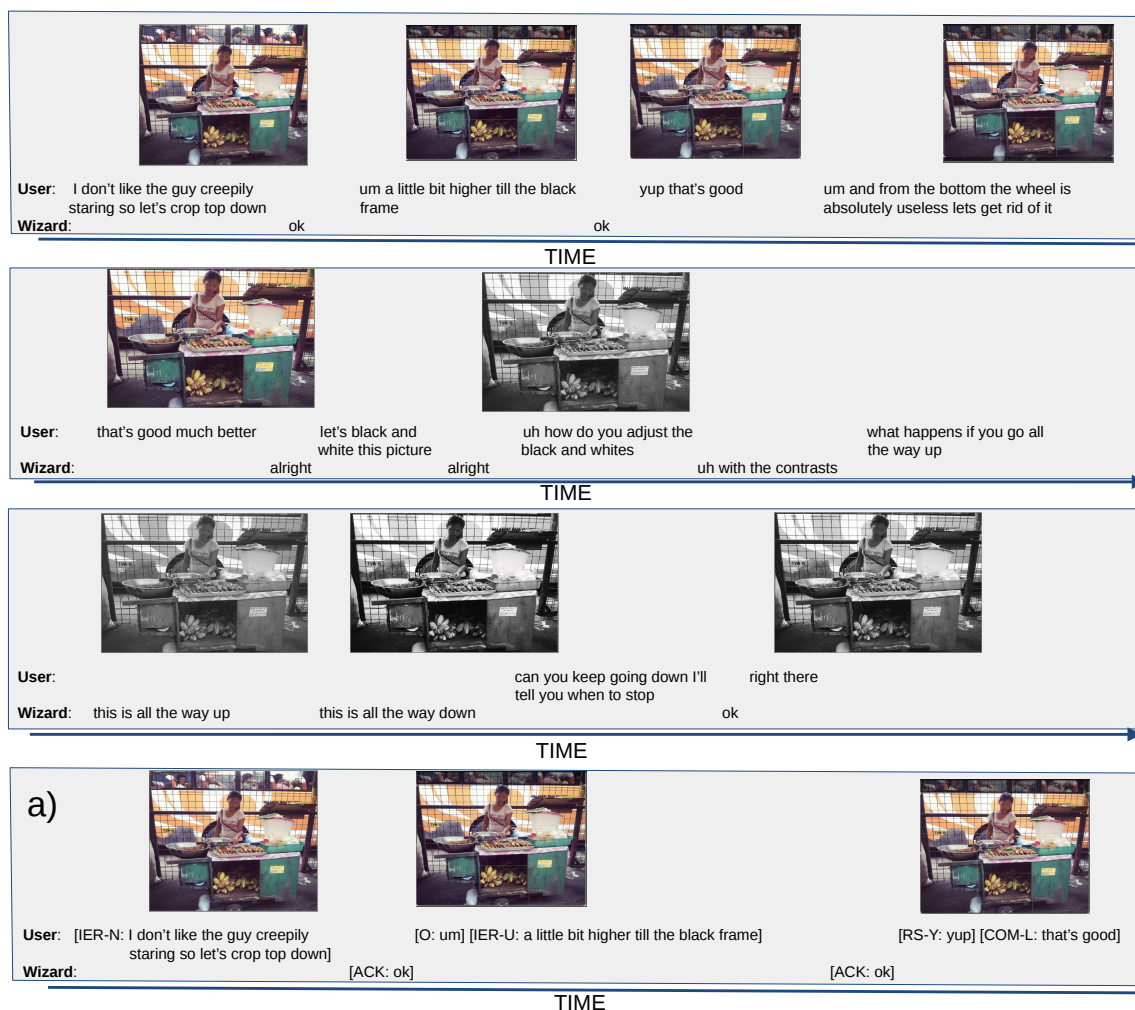 User: I don't like the guy creepily
staring so let's crop top down
um a little bit higher till the black
frame
yup that's good
um and from the bottom the wheel is
absolutely useless lets get rid of it
Wizard: ok ok
TIME
User: that's good much better
let's black and
white this picture
uh how do you adjust the
black and whites
what happens if you go all
the way up
Wizard: alright alright uh with the contrasts
TIME
User: can you keep going down I'll
tell you when to stop
right there
Wizard: this is all the way up this is all the way down ok
TIME
a)
User: [IER-N: I don't like the guy creepily
staring so let's crop top down]
[O: um] [IER-U: a little bit higher till the black frame]
[RS-Y: yup] [COM-L: that's good]
Wizard: [ACK: ok] [ACK: ok]
TIME